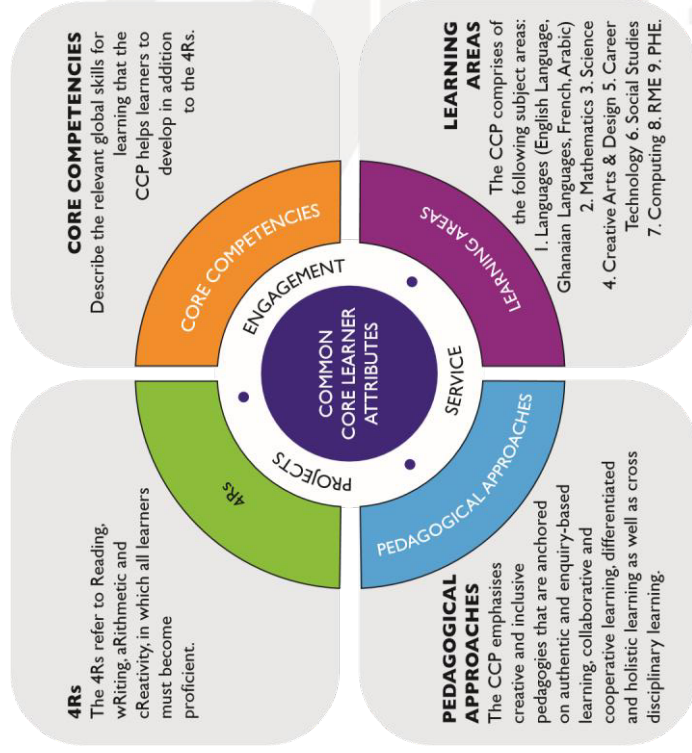 4Rs
The 4Rs refer to Reading,
wRiting, aRithmetic and
cReativity, in which all learners
must become
proficient.
CORE COMPETENCIES
Describe the relevant global skills for
learning that the
CCP helps learners to
develop in addition
to the 4Rs.
4Rs
CORE COMPETENCIES
PROJECTS
ENGAGEMENT
COMMON
CORE LEARNER
ATTRIBUTES
SERVICE
PEDAGOGICAL APPROACHES
LEARNING AREAS
PEDAGOGICAL
APPROACHES
The CCP emphasises
creative and inclusive
pedagogies that are anchored
on authentic and enquiry-based
learning, collaborative and
cooperative learning, differentiated
and holistic learning as well as cross
disciplinary learning.
LEARNING
AREAS
The CCP comprises of
the following subject areas:
1. Languages (English Language,
Ghanaian Languages, French, Arabic)
2. Mathematics 3. Science
4. Creative Arts & Design 5. Career
Technology 6. Social Studies
7. Computing 8. RME 9. PHE.